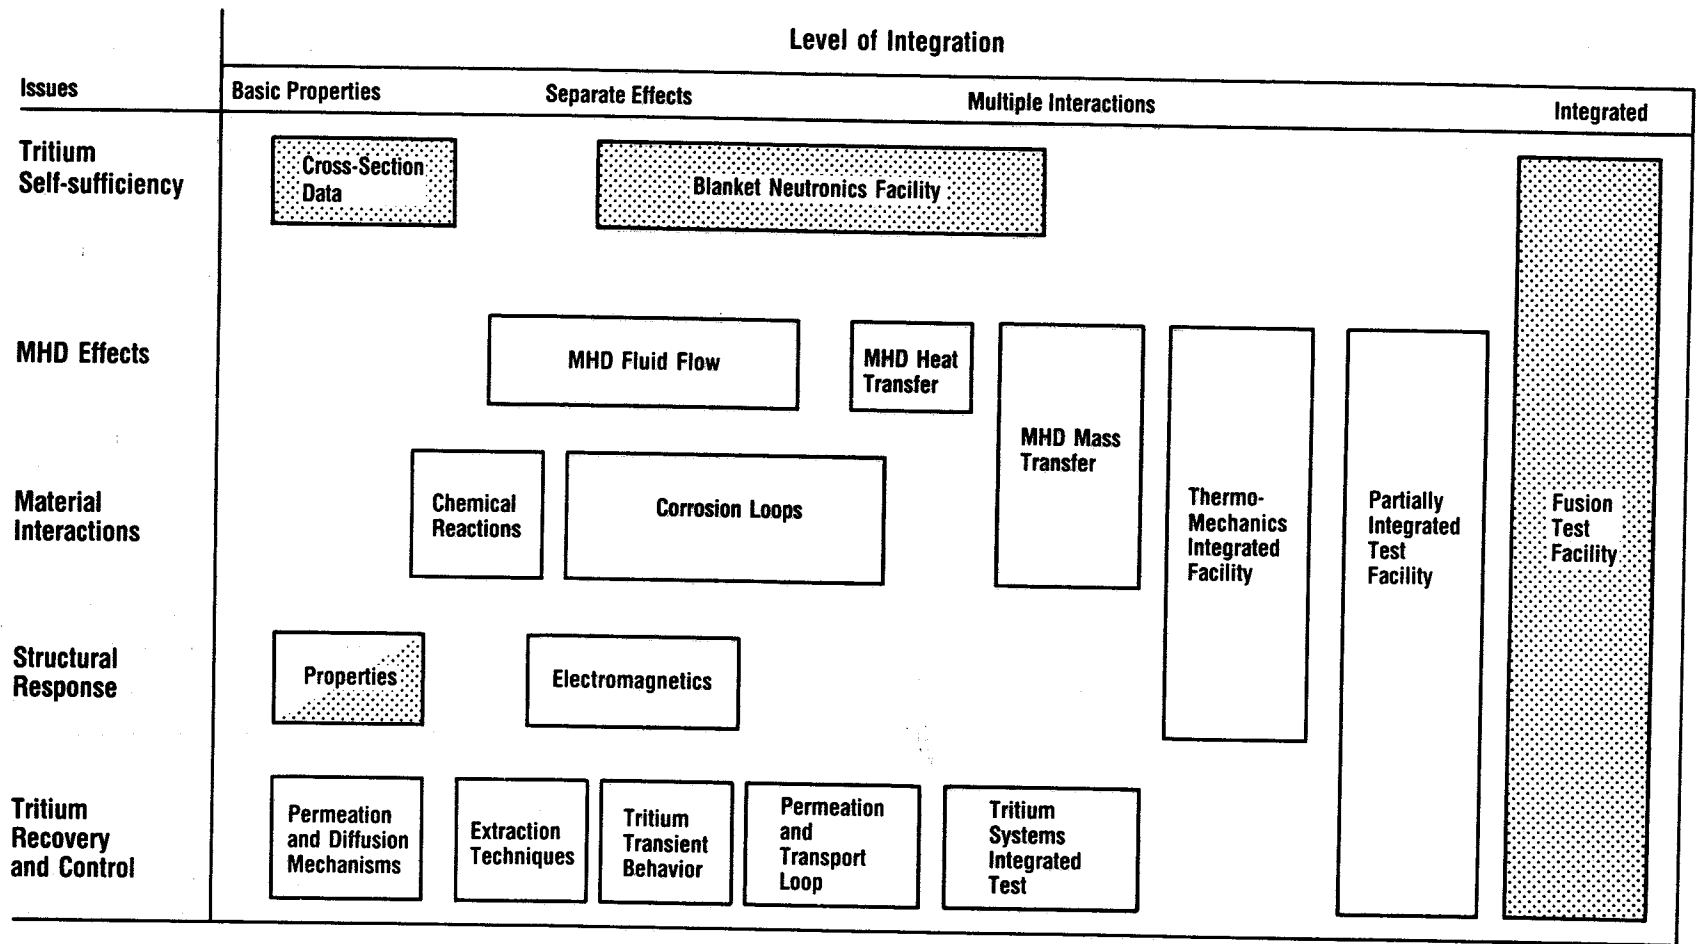 Level of Integration
Issues
Basic Properties
Separate Effects
Multiple Interactions
Integrated
Tritium
Self-sufficiency
Cross-Section
Data
Blanket Neutronics Facility
MHD Effects
MHD Fluid Flow
MHD Heat
Transfer
MHD Mass
Transfer
Material
Interactions
Chemical
Reactions
Corrosion Loops
Thermo-
Mechanics
Integrated
Facility
Partially
Integrated
Test
Facility
Fusion
Test
Facility
Structural
Response
Properties
Electromagnetics
Tritium
Recovery
and Control
Permeation
and Diffusion
Mechanisms
Extraction
Techniques
Tritium
Transient
Behavior
Permeation
and
Transport
Loop
Tritium
Systems
Integrated
Test